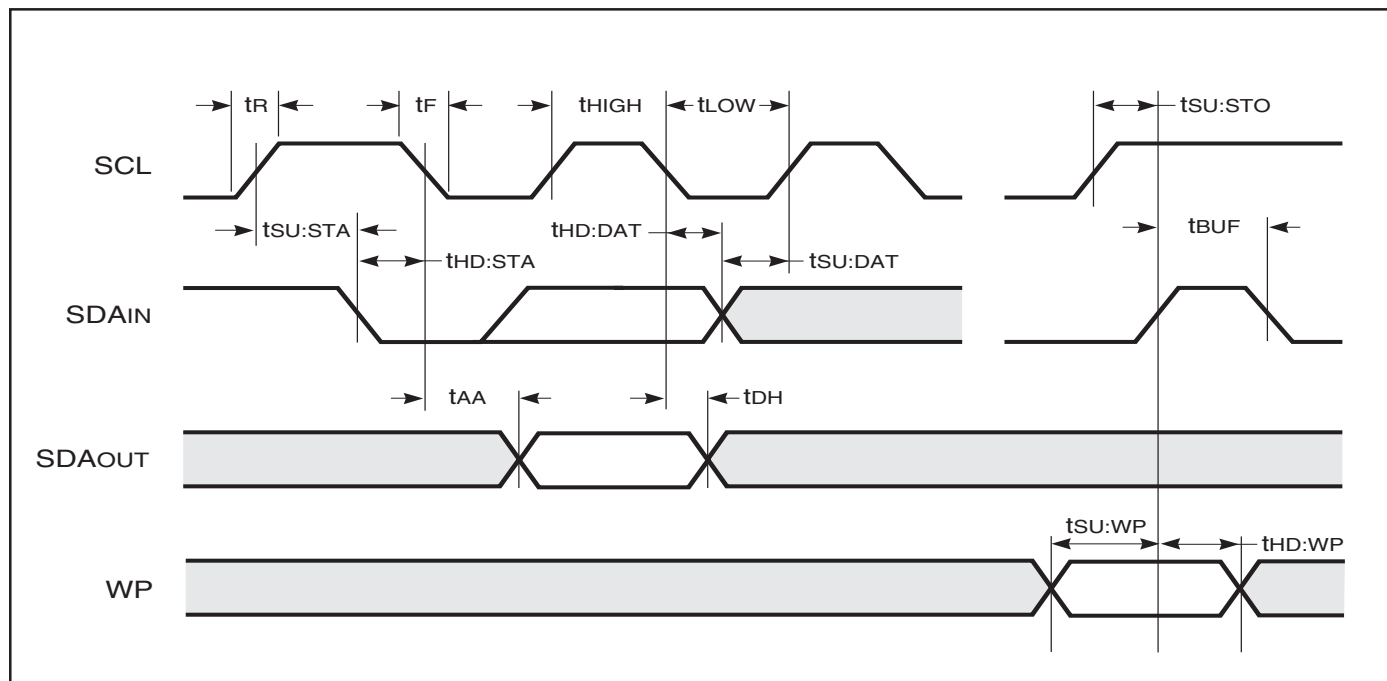 tR
tF
tHIGH
tLOW
tSU:STO
SCL
tSU:STA
tHD:STA
tHD:DAT
tSU:DAT
tBUF
SDAIN
tAA
tDH
SDAOUT
tSU:WP
tHD:WP
WP